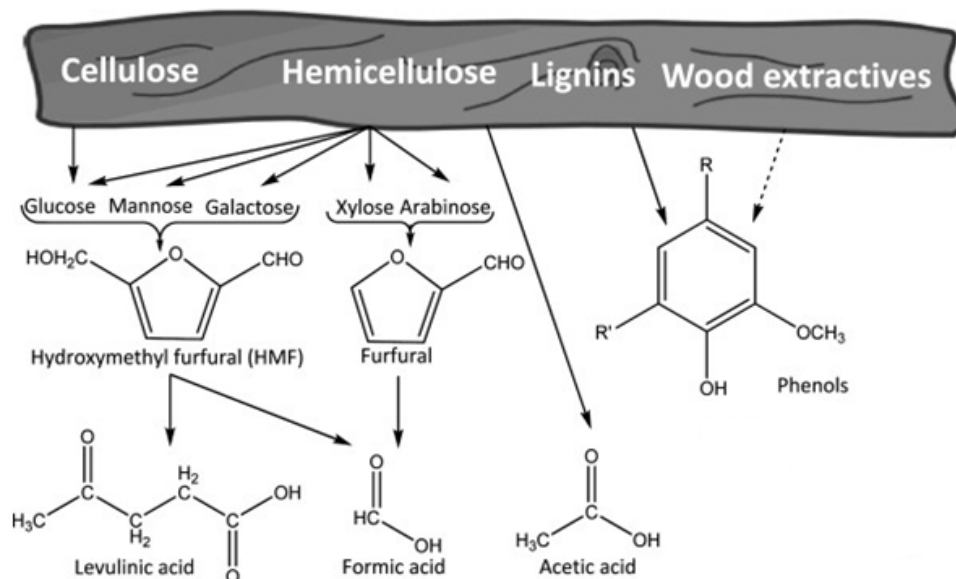 Cellulose Hemicellulose Lignins Wood extractives
Glucose Mannose Galactose Xylose Arabinose
HOH2C O CHO
O CHO
Hydroxymethyl furfural (HMF)
Furfural
R
R'
OCH3
OH
Phenols
O
H3C C
C
H2
H2
C
C
OH
O
Levulinic acid
O
HC
OH
Formic acid
O
H3C C
OH
Acetic acid